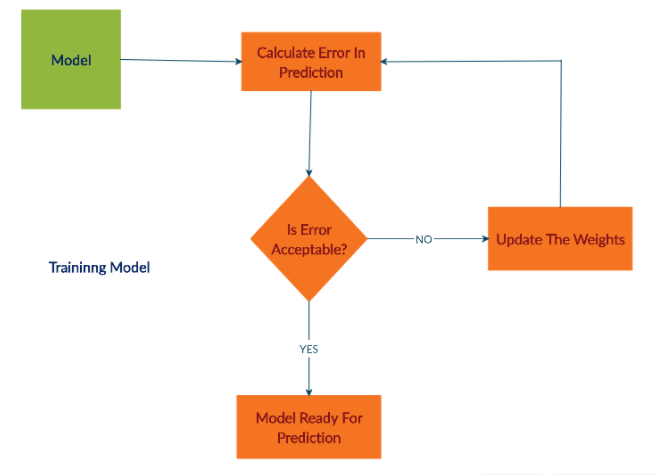 Model
Calculate Error In
Prediction
Is Error
Acceptable?
NO
Update The Weights
Traininng Model
YES
Model Ready For
Prediction